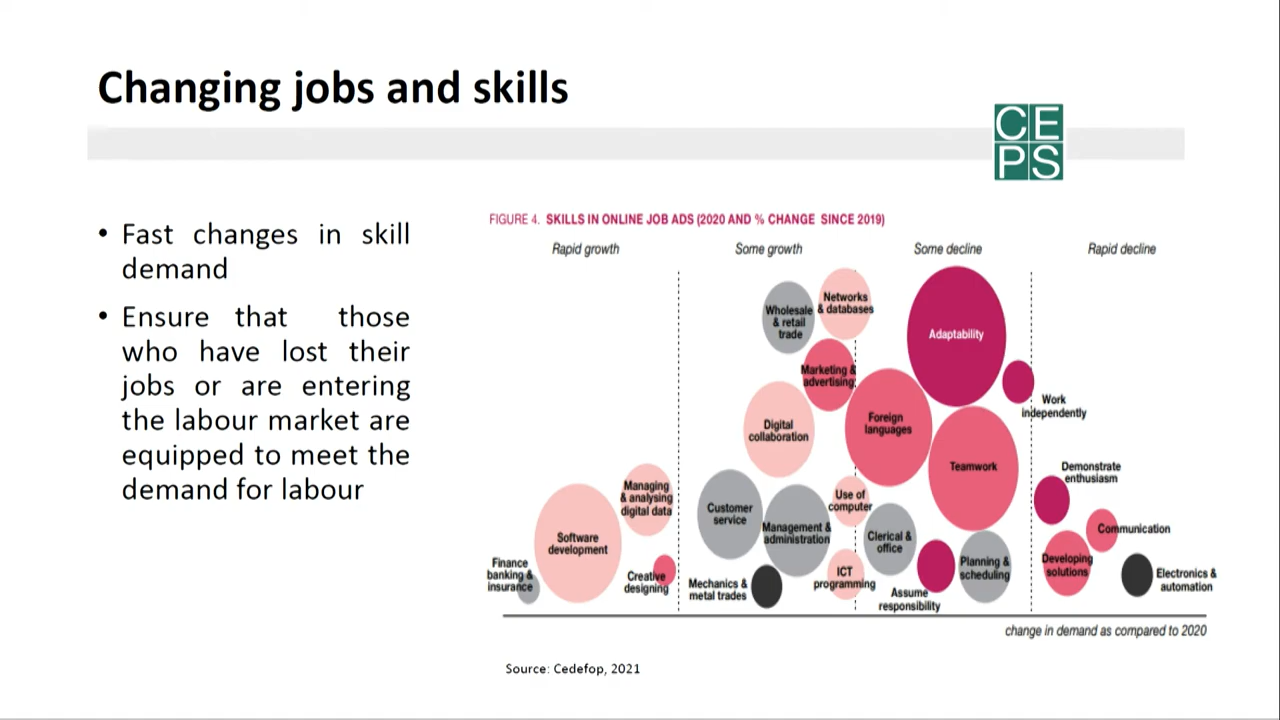 Changing jobs and skills
CE
PS
• Fast changes in skill
demand
• Ensure that those
who have lost their
jobs or are entering
the labour market are
equipped to meet the
demand for labour
FIGURE 4. SKILLS IN ONLINE JOB ADS (2020 AND % CHANGE SINCE 2019)
Rapid growth
Some growth
Some decline
Rapid decline
Finance
banking &
insurance
Software
development
Managing
& analysing
digital data
Creative
designing
Wholesale
& retail
trade
Networks
& databases
Marketing &
advertising
Digital
collaboration
Customer
service
Management &
administration
Use of
computer
Mechanics &
metal trades
ICT
programming
Adaptability
Foreign
languages
Work
independently
Teamwork
Clerical &
office
Assume
responsibility
Planning &
scheduling
Demonstrate
enthusiasm
Communication
Developing
solutions
Electronics &
automation
change in demand as compared to 2020
Source: Cedefop, 2021